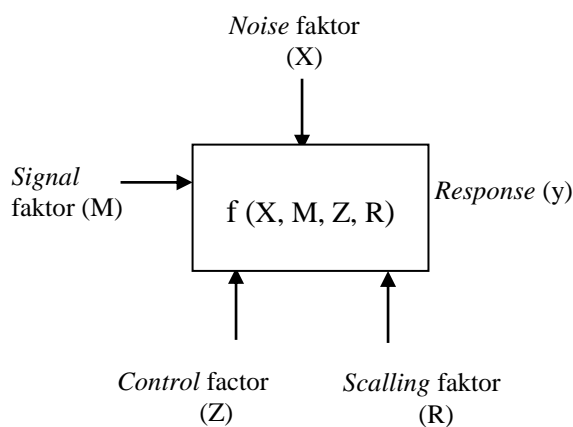 Noise faktor
(X)
Signal
faktor (M)
f (X, M, Z, R)
Response (y)
Control factor
(Z)
Scalling faktor
(R)